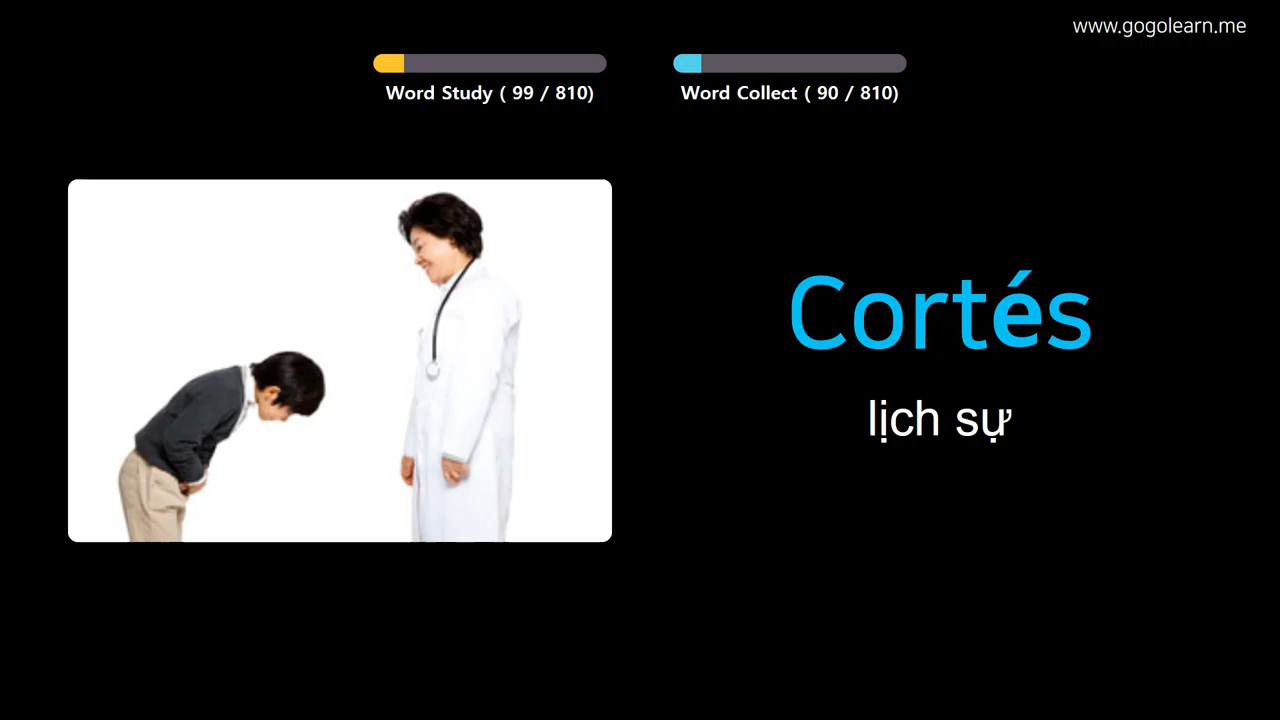 www.gogolearn.me
Word Study ( 99 / 810)
Word Collect ( 90 / 810)
Cortés
lịch sự